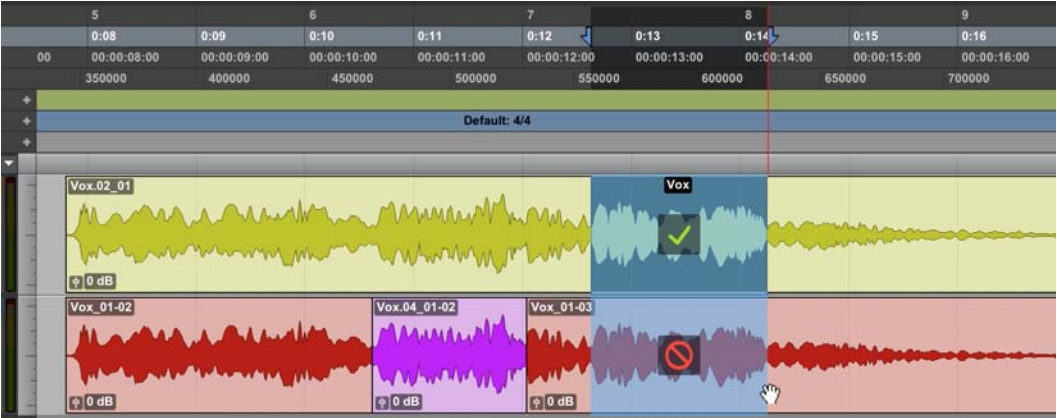 5 6 7 8 9
0:08 0:09 0:10 0:11 0:12 0:13 0:14 0:15 0:16
00 00:00:08:00 00:00:09:00 00:00:10:00 00:00:11:00 00:00:12:00 00:00:13:00 00:00:14:00 00:00:15:00 00:00:16:00
350000 400000 450000 500000 550000 600000 650000 700000
+
+ Default: 4/4
+
Vox.02_01 Vox
0 dB
Vox_01-02 Vox.04_01-02 Vox_01-03
0 dB 0 dB 0 dB